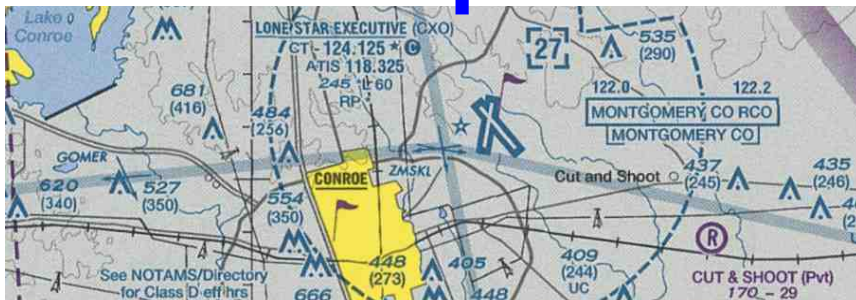 Lake
Conroe
LONE STAR EXECUTIVE (CXO)
CT - 124.125 * C
ATIS 118.325
245 *L 60
RP
27
535
(290)
122.0 122.2
MONTGOMERY CO RCO
MONTGOMERY CO
681
(416)
484
(256)
GOMER
CONROE
ZMSKL
Cut and Shoot
437
(245)
435
(246)
620
(340)
527
(350)
554
(350)
448
(273)
405
409
(244)
UC
R
CUT & SHOOT (Pvt)
170 - 29
See NOTAMS/Directory
for Class D eff hrs
666
448